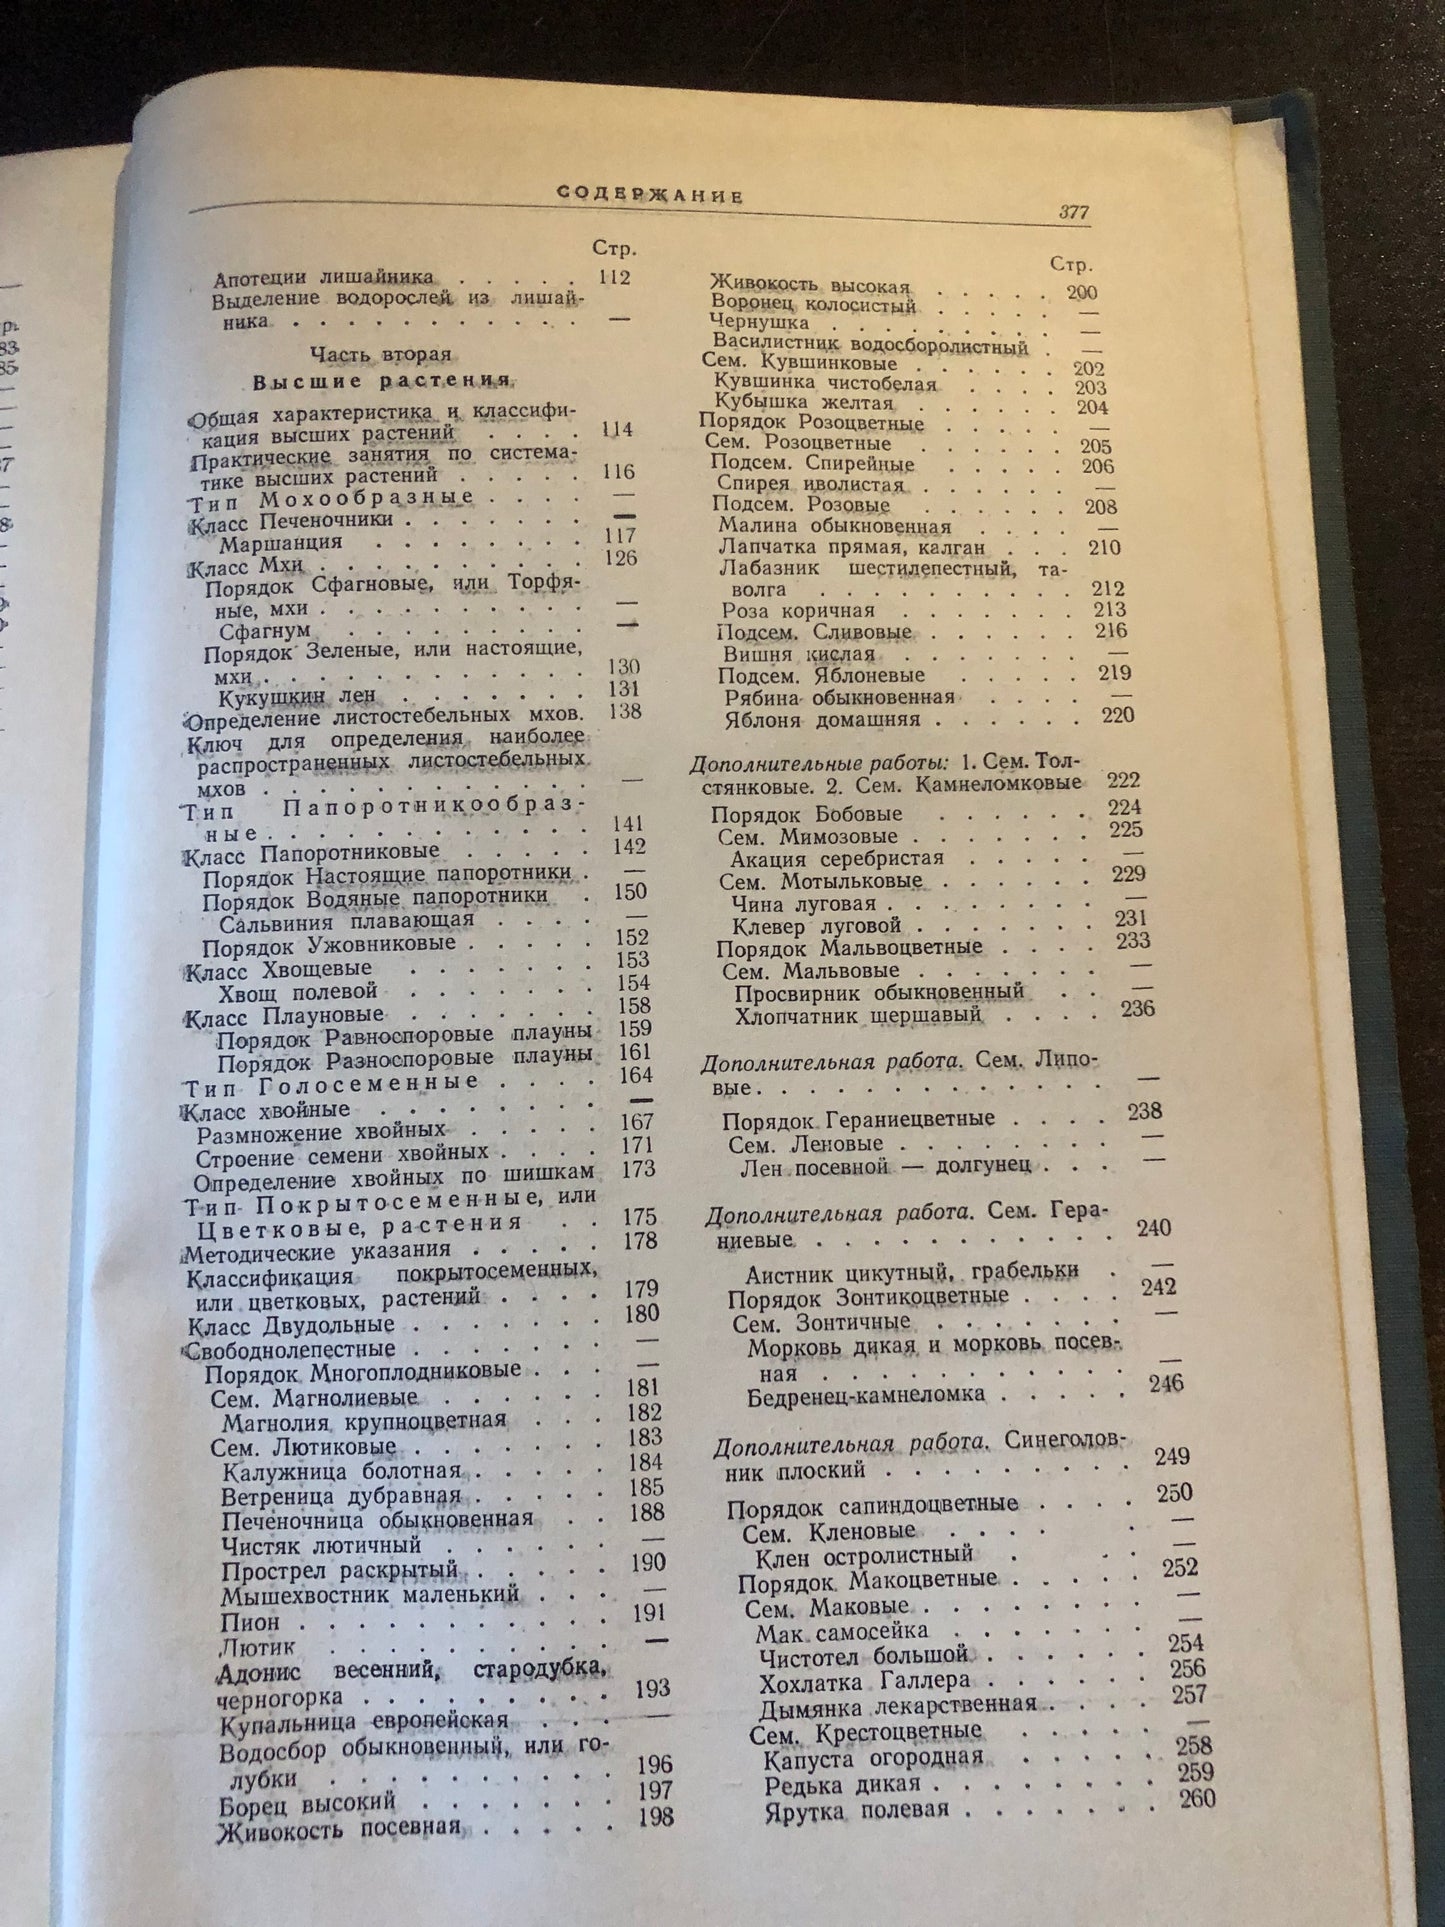 СОДЕРЖАНИЕ
377
Стр.
Апотеции лишайника . . . . . 112
Выделение водорослей из лишай-
ника . . . . . . . . . . . —
Часть вторая
Высшие растения
Общая характеристика и классифи-
кация высших растений . . . . 114
Практические занятия по система-
тике высших растений . . . . . 116
Тип Мохообразные . . . . —
Класс Печеночники . . . . . . . —
Маршанция . . . . . . . . 117
Класс Мхи . . . . . . . . . . 126
Порядок Сфагновые, или Торфя-
ные, мхи . . . . . . . . . . —
Сфагнум . . . . . . . . . —
Порядок Зеленые, или настоящие,
мхи . . . . . . . . . . . . 130
Кукушкин лен . . . . . . . 131
Определение листостебельных мхов. 138
Ключ для определения наиболее
распространенных листостебельных
мхов . . . . . . . . . . . . —
Тип Папоротникообраз-
ные . . . . . . . . . . . . 141
Класс Папоротниковые . . . . . 142
Порядок Настоящие папоротники . —
Порядок Водяные папоротники . 150
Сальвиния плавающая . . . . —
Порядок Ужовниковые . . . . . 152
Класс Хвощевые . . . . . . . 153
Хвощ полевой . . . . . . . 154
Класс Плауновые . . . . . . . 158
Порядок Равноспоровые плауны 159
Порядок Разноспоровые плауны 161
Тип Голосеменные . . . . 164
Класс хвойные . . . . . . . . —
Размножение хвойных . . . . . 167
Строение семени хвойных . . . . 171
Определение хвойных по шишкам 173
Тип Покрытосеменные, или
Цветковые, растения . . 175
Методические указания . . . . . 178
Классификация покрытосеменных,
или цветковых, растений . . . . 179
Класс Двудольные . . . . . . . 180
Свободнолепестные . . . . . . . —
Порядок Многоплодниковые . . . —
Сем. Магнолиевые . . . . . . 181
Магнолия крупноцветная . . . 182
Сем. Лютиковые . . . . . . . 183
Калужница болотная . . . . . 184
Ветреница дубравная . . . . . 185
Печеночница обыкновенная . . 188
Чистяк лютичный . . . . . . —
Прострел раскрытый . . . . . 190
Мышехвостник маленький . . . —
Пион . . . . . . . . . . . 191
Лютик . . . . . . . . . . —
Адонис весенний, стародубка,
черногорка . . . . . . . . . 193
Купальница европейская . . . —
Водосбор обыкновенный, или го-
лубки . . . . . . . . . . 196
Борец высокий . . . . . . . 197
Живокость посевная . . . . . 198
Стр.
Живокость высокая . . . . . 200
Воронец колосистый . . . . . —
Чернушка . . . . . . . . —
Василистник водосборолистный . —
Сем. Кувшинковые . . . . . . 202
Кувшинка чистобелая . . . . 203
Кубышка желтая . . . . . . 204
Порядок Розоцветные . . . . . —
Сем. Розоцветные . . . . . . 205
Подсем. Спирейные . . . . . 206
Спирея иволистая . . . . . . —
Подсем. Розовые . . . . . . 208
Малина обыкновенная . . . . —
Лапчатка прямая, калган . . . 210
Лабазник шестилепестный, та-
волга . . . . . . . . . . 212
Роза коричная . . . . . . . 213
Подсем. Сливовые . . . . . . 216
Вишня кислая . . . . . . . —
Подсем. Яблоневые . . . . . 219
Рябина обыкновенная . . . . —
Яблоня домашняя . . . . . . 220
Дополнительные работы: 1. Сем. Тол-
стянковые. 2. Сем. Камнеломковые 222
Порядок Бобовые . . . . . . 224
Сем. Мимозовые . . . . . . . 225
Акация серебристая . . . . . —
Сем. Мотыльковые . . . . . . 229
Чина луговая . . . . . . . . —
Клевер луговой . . . . . . . 231
Порядок Мальвоцветные . . . . 233
Сем. Мальвовые . . . . . . . —
Просвирник обыкновенный . . —
Хлопчатник шершавый . . . . 236
Дополнительная работа. Сем. Липо-
вые . . . . . . . . . . . . . —
Порядок Гераниецветные . . . . 238
Сем. Леновые . . . . . . . . —
Лен посевной — долгунец . . . —
Дополнительная работа. Сем. Гера-
ниевые . . . . . . . . . . . 240
Аистник цикутный, грабельки . —
Порядок Зонтикоцветные . . . . 242
Сем. Зонтичные . . . . . . . —
Морковь дикая и морковь посев-
ная . . . . . . . . . . . —
Бедренец-камнеломка . . . . . 246
Дополнительная работа. Синеголов-
ник плоский . . . . . . . . . 249
Порядок сапиндоцветные . . . . 250
Сем. Кленовые . . . . . —
Клен остролистный . . . —
Порядок Макоцветные . . . . . 252
Сем. Маковые . . . . . . . . —
Мак самосейка . . . . . . . —
Чистотел большой . . . . . . 254
Хохлатка Галлера . . . . . . 256
Дымянка лекарственная . . . . 257
Сем. Крестоцветные . . . . . —
Капуста огородная . . . . . 258
Редька дикая . . . . . . . . 259
Ярутка полевая . . . . . . . 260